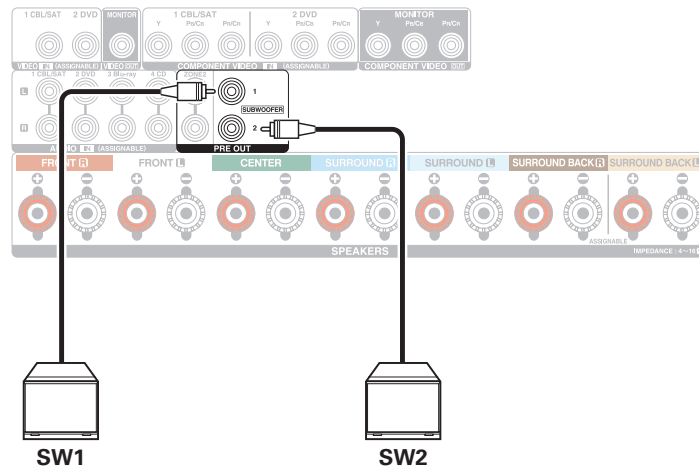 1 CBL/SAT 2 DVD MONITOR 1 CBL/SAT 2 DVD MONITOR
Y PB/CB PR/CR Y PB/CB PR/CR Y PB/CB PR/CR
VIDEO IN (ASSIGNABLE) VIDEO OUT COMPONENT VIDEO IN (ASSIGNABLE) COMPONENT VIDEO OUT
1 CBL/SAT 2 DVD 3 Blu-ray 4 CD ZONE2
L
1
SUBWOOFER
R
2
AUDIO IN (ASSIGNABLE) PRE OUT
FRONT R FRONT L CENTER SURROUND R SURROUND L SURROUND BACK R SURROUND BACK L
ASSIGNABLE
SPEAKERS IMPEDANCE : 4~16
SW1 SW2